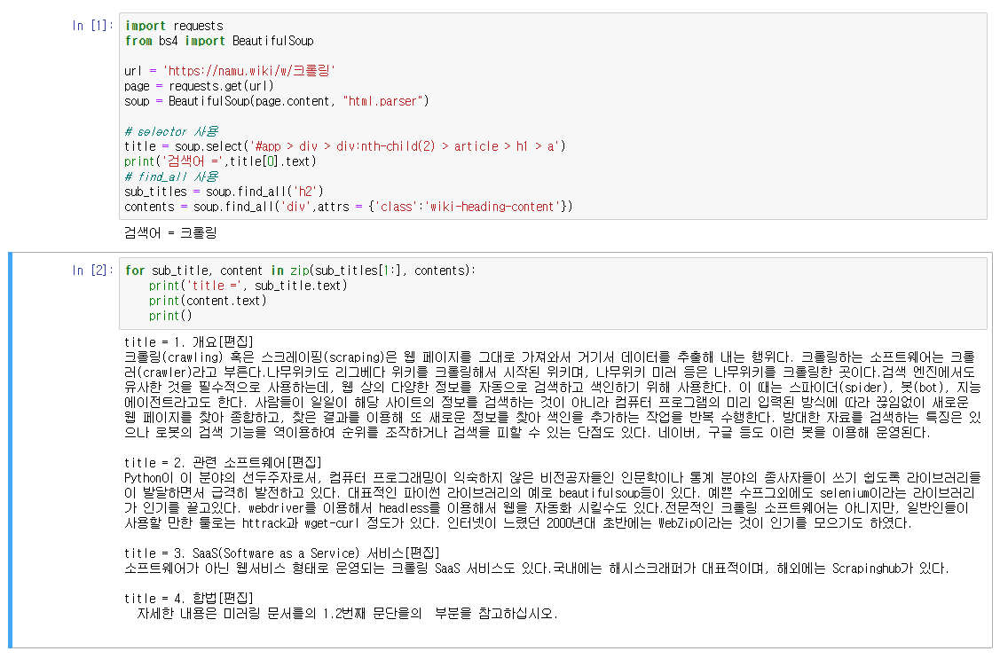 In [1]:
import requests
from bs4 import BeautifulSoup
url = 'https://namu.wiki/w/크롤링'
page = requests.get(url)
soup = BeautifulSoup(page.content, "html.parser")
# selector 사용
title = soup.select('#app > div > div:nth-child(2) > article > h1 > a')
print('검색어 =',title[0].text)
# find_all 사용
sub_titles = soup.find_all('h2')
contents = soup.find_all('div',attrs = {'class':'wiki-heading-content'})
검색어 = 크롤링
In [2]:
for sub_title, content in zip(sub_titles[1:], contents):
    print('title =', sub_title.text)
    print(content.text)
    print()
title = 1. 개요[편집]
크롤링(crawling) 혹은 스크레이핑(scraping)은 웹 페이지를 그대로 가져와서 거기서 데이터를 추출해 내는 행위다. 크롤링하는 소프트웨어는 크롤
러(crawler)라고 부른다.나무위키도 리그베다 위키를 크롤링해서 시작된 위키며, 나무위키 미러 등은 나무위키를 크롤링한 곳이다.검색 엔진에서도
유사한 것을 필수적으로 사용하는데, 웹 상의 다양한 정보를 자동으로 검색하고 색인하기 위해 사용한다. 이 때는 스파이더(spider), 봇(bot), 지능
에이전트라고도 한다. 사람들이 일일이 해당 사이트의 정보를 검색하는 것이 아니라 컴퓨터 프로그램의 미리 입력된 방식에 따라 끊임없이 새로운
웹 페이지를 찾아 종합하고, 찾은 결과를 이용해 또 새로운 정보를 찾아 색인을 추가하는 작업을 반복 수행한다. 방대한 자료를 검색하는 특징은 있
으나 로봇의 검색 기능을 역이용하여 순위를 조작하거나 검색을 피할 수 있는 단점도 있다. 네이버, 구글 등도 이런 봇을 이용해 운영된다.
title = 2. 관련 소프트웨어[편집]
Python이 이 분야의 선두주자로서, 컴퓨터 프로그래밍이 익숙하지 않은 비전공자들인 인문학이나 통계 분야의 종사자들이 쓰기 쉽도록 라이브러리들
이 발달하면서 급격히 발전하고 있다. 대표적인 파이썬 라이브러리의 예로 beautifulsoup등이 있다. 예쁜 수프그외에도 selenium이라는 라이브러리
가 인기를 끌고있다. webdriver를 이용해서 headless를 이용해서 웹을 자동화 시킬수도 있다.전문적인 크롤링 소프트웨어는 아니지만, 일반인들이
사용할 만한 툴로는 httrack과 wget-curl 정도가 있다. 인터넷이 느렸던 2000년대 초반에는 WebZip이라는 것이 인기를 모으기도 하였다.
title = 3. SaaS(Software as a Service) 서비스[편집]
소프트웨어가 아닌 웹서비스 형태로 운영되는 크롤링 SaaS 서비스도 있다.국내에는 해시스크래퍼가 대표적이며, 해외에는 Scrapinghub가 있다.
title = 4. 합법[편집]
자세한 내용은 미러링 문서를의 1.2번째 문단을의  부분을 참고하십시오.